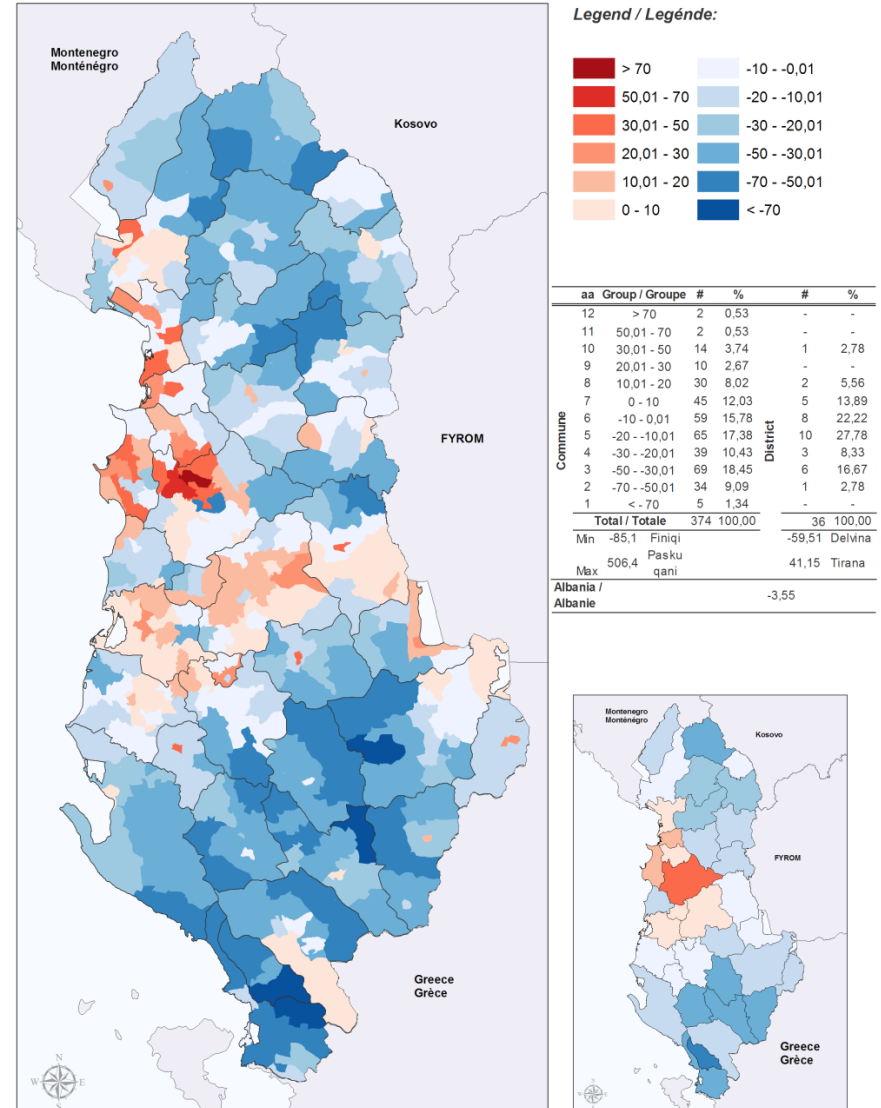 Legend / Legénde:
> 70
50,01 - 70
30,01 - 50
20,01 - 30
10,01 - 20
0 - 10
-10 - -0,01
-20 - -10,01
-30 - -20,01
-50 - -30,01
-70 - -50,01
< -70
Montenegro
Monténégro
Kosovo
FYROM
Greece
Grèce
N
W E
S
aa Group / Groupe # % # %
Commune
District
12 > 70 2 0,53 - -
11 50,01 - 70 2 0,53 - -
10 30,01 - 50 14 3,74 1 2,78
9 20,01 - 30 10 2,67 - -
8 10,01 - 20 30 8,02 2 5,56
7 0 - 10 45 12,03 5 13,89
6 -10 - 0,01 59 15,78 8 22,22
5 -20 - -10,01 65 17,38 10 27,78
4 -30 - -20,01 39 10,43 3 8,33
3 -50 - -30,01 69 18,45 6 16,67
2 -70 - -50,01 34 9,09 1 2,78
1 < - 70 5 1,34 - -
Total / Totale 374 100,00 36 100,00
Min -85,1 Finiqi -59,51 Delvina
Max 506,4 Pasku
qani 41,15 Tirana
Albania /
Albanie -3,55
Montenegro
Monténégro
Kosovo
FYROM
Greece
Grèce
N
W E
S